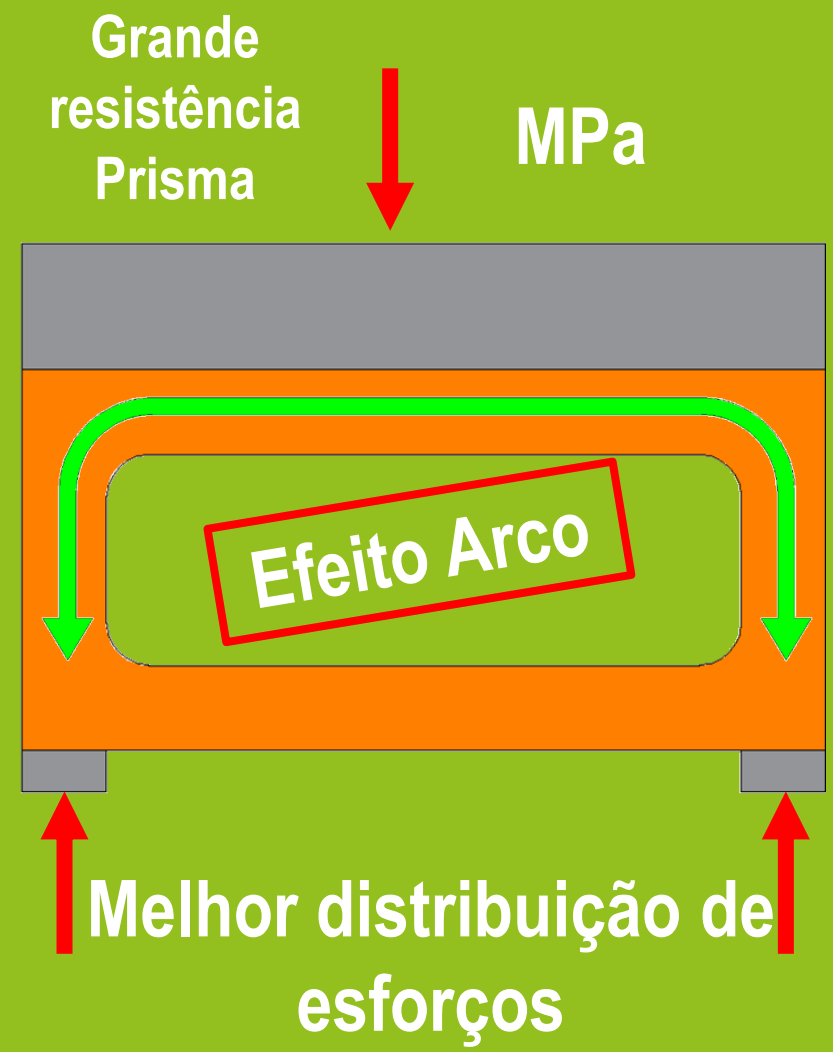 Grande
resistência
Prisma
MPa
Efeito Arco
Melhor distribuição de
esforços